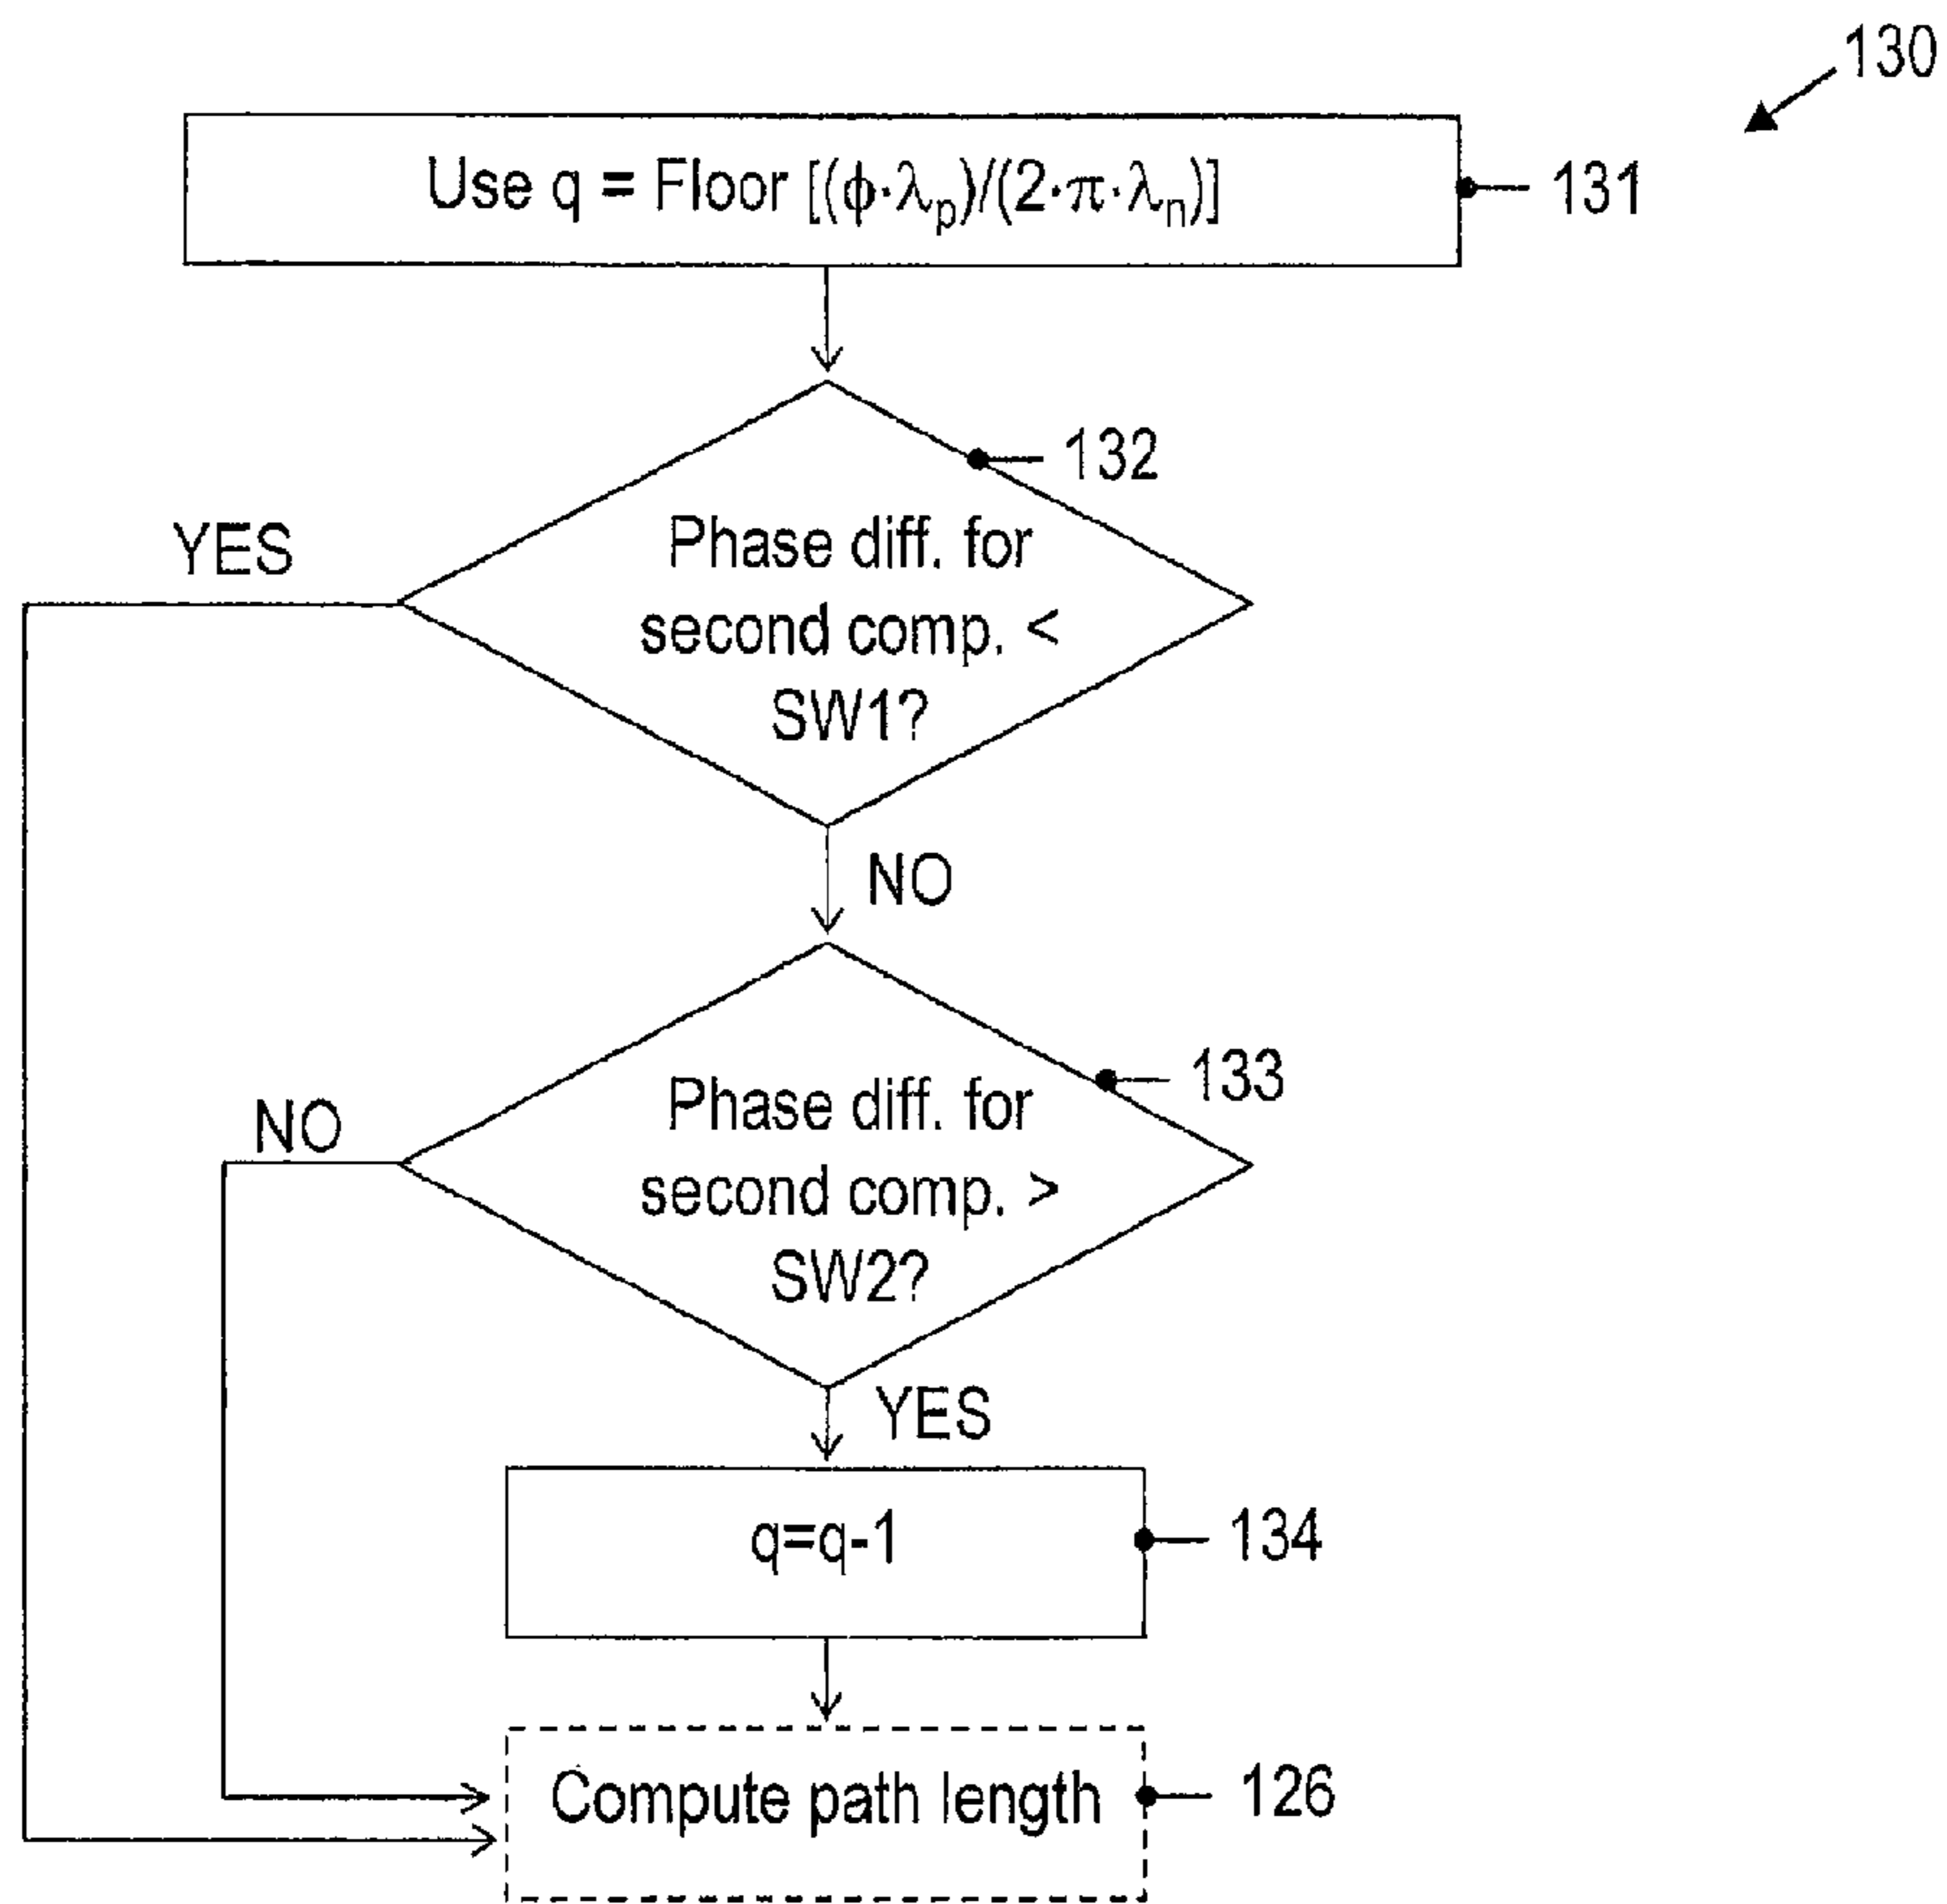 130
Use q = Floor [(ϕ·λp)/(2·π·λn)]
131
132
Phase diff. for
second comp. <
SW1?
YES
NO
133
Phase diff. for
second comp. >
SW2?
NO
YES
q=q-1
134
Compute path length
126